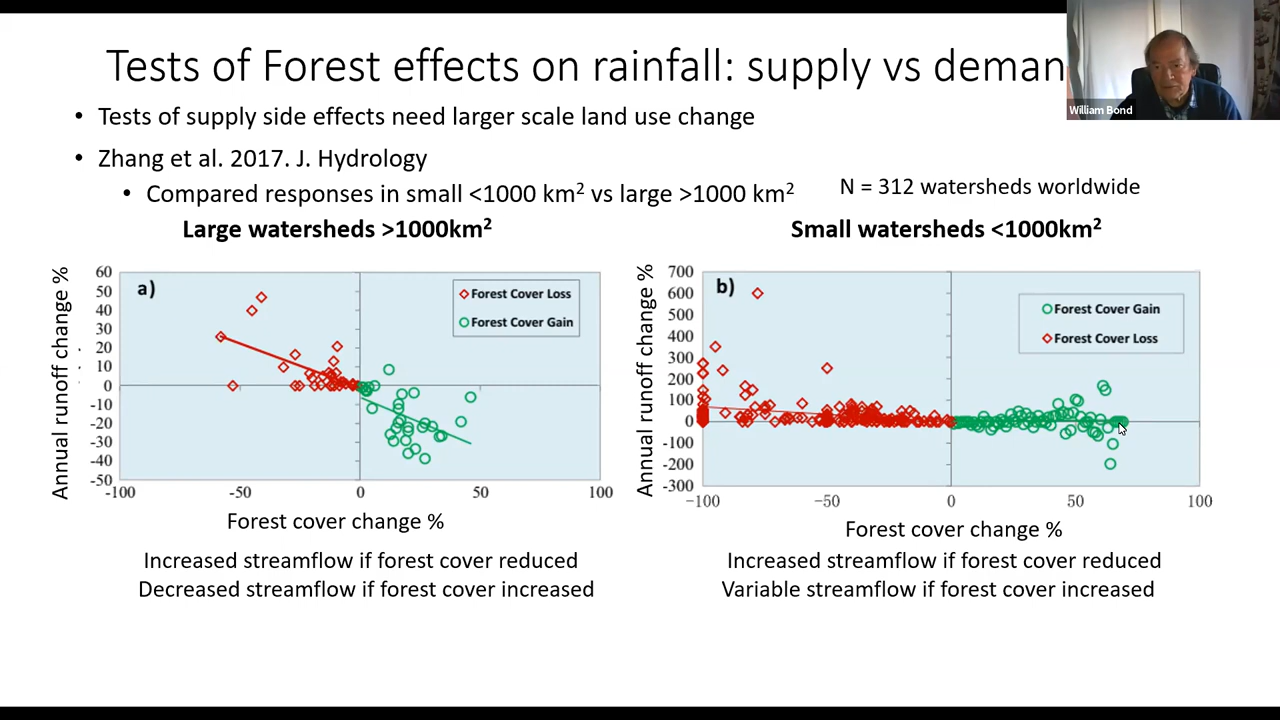 Tests of Forest effects on rainfall: supply vs deman
William Bond
• Tests of supply side effects need larger scale land use change
• Zhang et al. 2017. J. Hydrology
• Compared responses in small <1000 km² vs large >1000 km²
N = 312 watersheds worldwide
Large watersheds >1000km²
Annual runoff change %
60
50
40
30
20
10
0
-10
-20
-30
-40
-50
a)
Forest Cover Loss
Forest Cover Gain
-100
-50
0
50
100
Forest cover change %
Increased streamflow if forest cover reduced
Decreased streamflow if forest cover increased
Small watersheds <1000km²
Annual runoff change %
700
600
500
400
300
200
100
0
-100
-200
-300
b)
Forest Cover Gain
Forest Cover Loss
−100
−50
0
50
100
Forest cover change %
Increased streamflow if forest cover reduced
Variable streamflow if forest cover increased